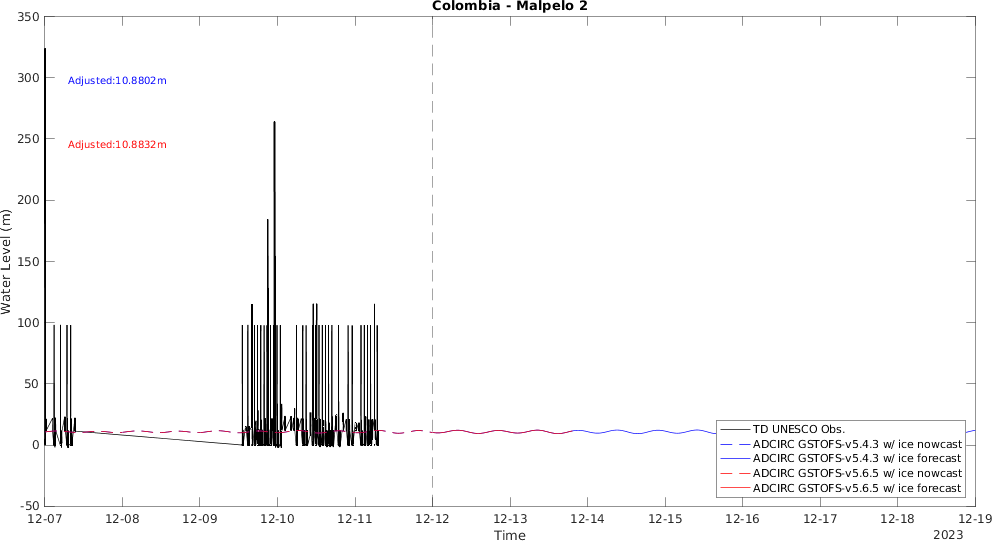 Colombia - Malpelo 2
350
300
250
200
150
100
50
0
-50
Water Level (m)
Adjusted:10.8802m
Adjusted:10.8832m
TD UNESCO Obs.
ADCIRC GSTOFS-v5.4.3 w/ ice nowcast
ADCIRC GSTOFS-v5.4.3 w/ ice forecast
ADCIRC GSTOFS-v5.6.5 w/ ice nowcast
ADCIRC GSTOFS-v5.6.5 w/ ice forecast
12-07 12-08 12-09 12-10 12-11 12-12 12-13 12-14 12-15 12-16 12-17 12-18 12-19
Time
2023